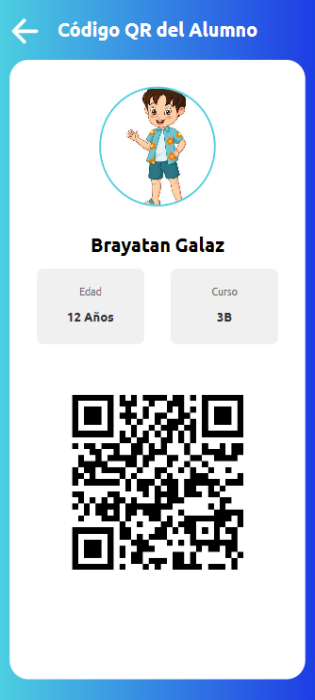 Código QR del Alumno
Brayatan Galaz
Edad
Curso
12 Años
3B